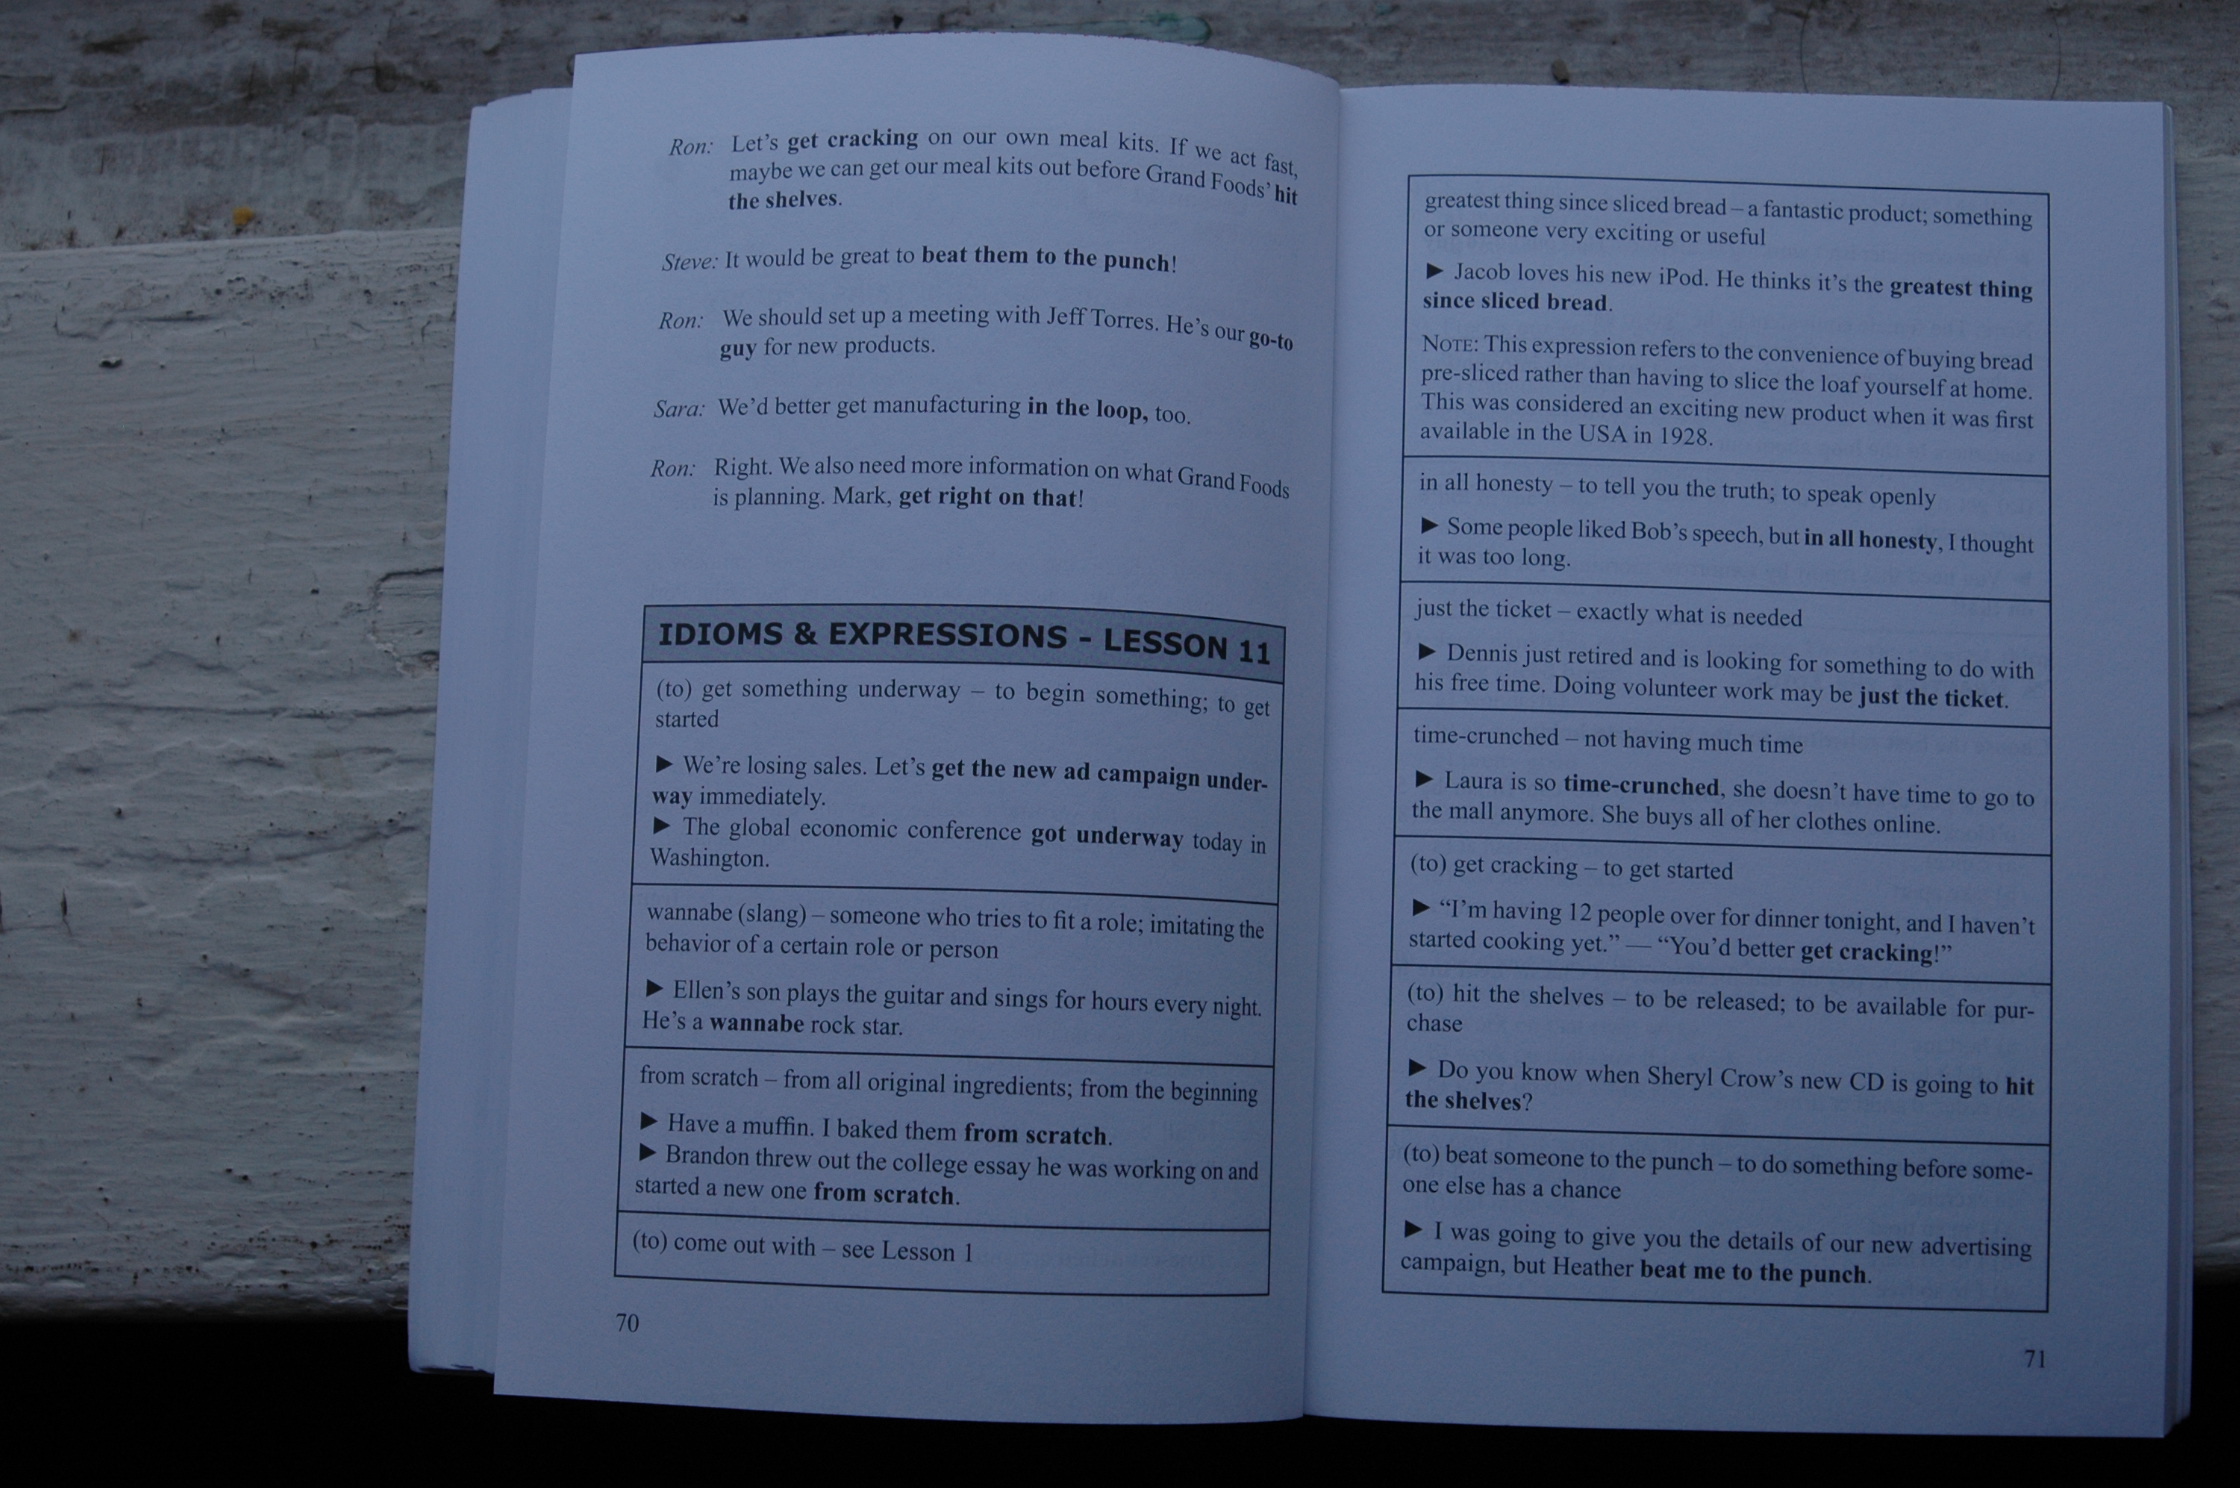 Ron: Let's get cracking on our own meal kits. If we act fast,
maybe we can get our meal kits out before Grand Foods' hit
the shelves.
Steve: It would be great to beat them to the punch!
Ron: We should set up a meeting with Jeff Torres. He's our go-to
guy for new products.
Sara: We'd better get manufacturing in the loop, too.
Ron: Right. We also need more information on what Grand Foods
is planning. Mark, get right on that!
IDIOMS & EXPRESSIONS - LESSON 11
(to) get something underway – to begin something; to get
started
► We're losing sales. Let's get the new ad campaign under-
way immediately.
► The global economic conference got underway today in
Washington.
wannabe (slang) – someone who tries to fit a role; imitating the
behavior of a certain role or person
► Ellen's son plays the guitar and sings for hours every night.
He's a wannabe rock star.
from scratch – from all original ingredients; from the beginning
► Have a muffin. I baked them from scratch.
► Brandon threw out the college essay he was working on and
started a new one from scratch.
(to) come out with – see Lesson 1
70
greatest thing since sliced bread – a fantastic product; something
or someone very exciting or useful
► Jacob loves his new iPod. He thinks it's the greatest thing
since sliced bread.
NOTE: This expression refers to the convenience of buying bread
pre-sliced rather than having to slice the loaf yourself at home.
This was considered an exciting new product when it was first
available in the USA in 1928.
in all honesty – to tell you the truth; to speak openly
► Some people liked Bob's speech, but in all honesty, I thought
it was too long.
just the ticket – exactly what is needed
► Dennis just retired and is looking for something to do with
his free time. Doing volunteer work may be just the ticket.
time-crunched – not having much time
► Laura is so time-crunched, she doesn't have time to go to
the mall anymore. She buys all of her clothes online.
(to) get cracking – to get started
► “I'm having 12 people over for dinner tonight, and I haven't
started cooking yet.” — “You'd better get cracking!”
(to) hit the shelves – to be released; to be available for pur-
chase
► Do you know when Sheryl Crow's new CD is going to hit
the shelves?
(to) beat someone to the punch – to do something before some-
one else has a chance
► I was going to give you the details of our new advertising
campaign, but Heather beat me to the punch.
71